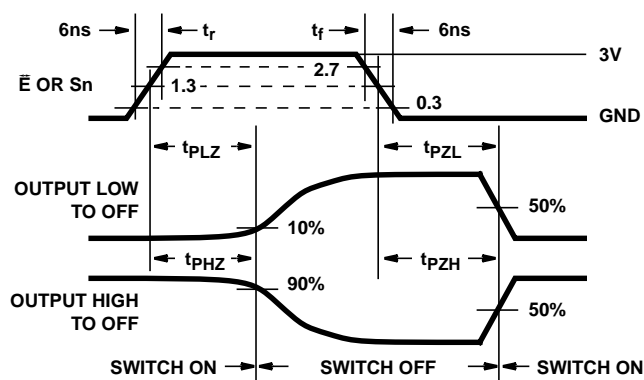 6ns tr tf 6ns
3V
2.7
Ē OR Sn 1.3
0.3
GND
tPLZ tPZL
OUTPUT LOW
TO OFF
10% 50%
tPHZ tPZH
90%
OUTPUT HIGH
TO OFF
50%
SWITCH ON SWITCH OFF SWITCH ON